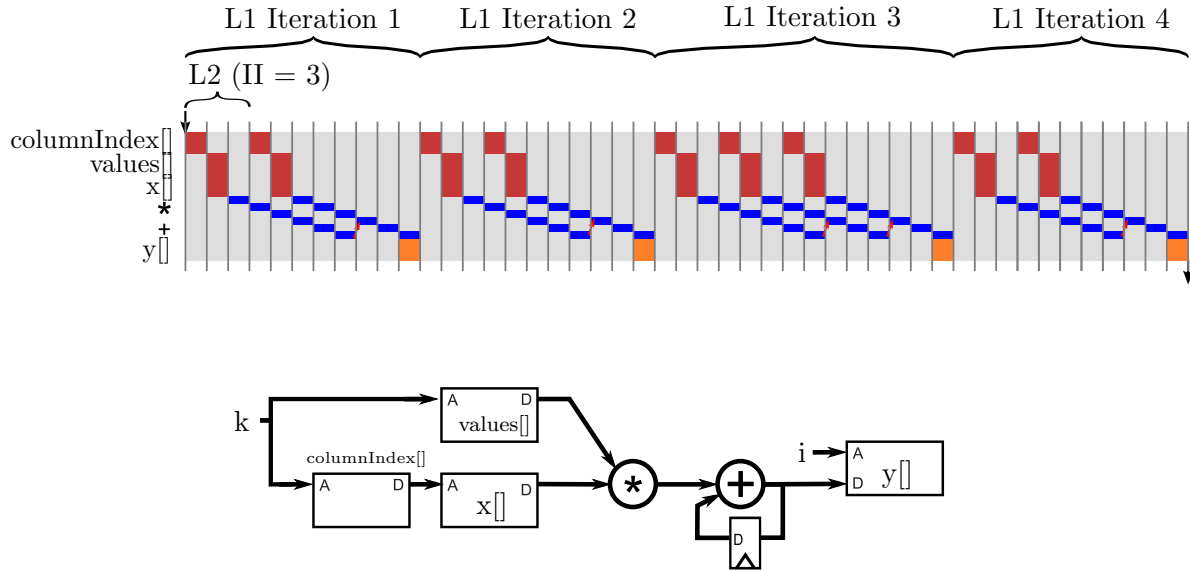 L1 Iteration 1 L1 Iteration 2 L1 Iteration 3 L1 Iteration 4
L2 (II = 3)
columnIndex[]
values[]
x[]
*
+
y[]
k
A D
values[]
columnIndex[]
A D
A D
x[]
*
+
D
i
A
D
y[]